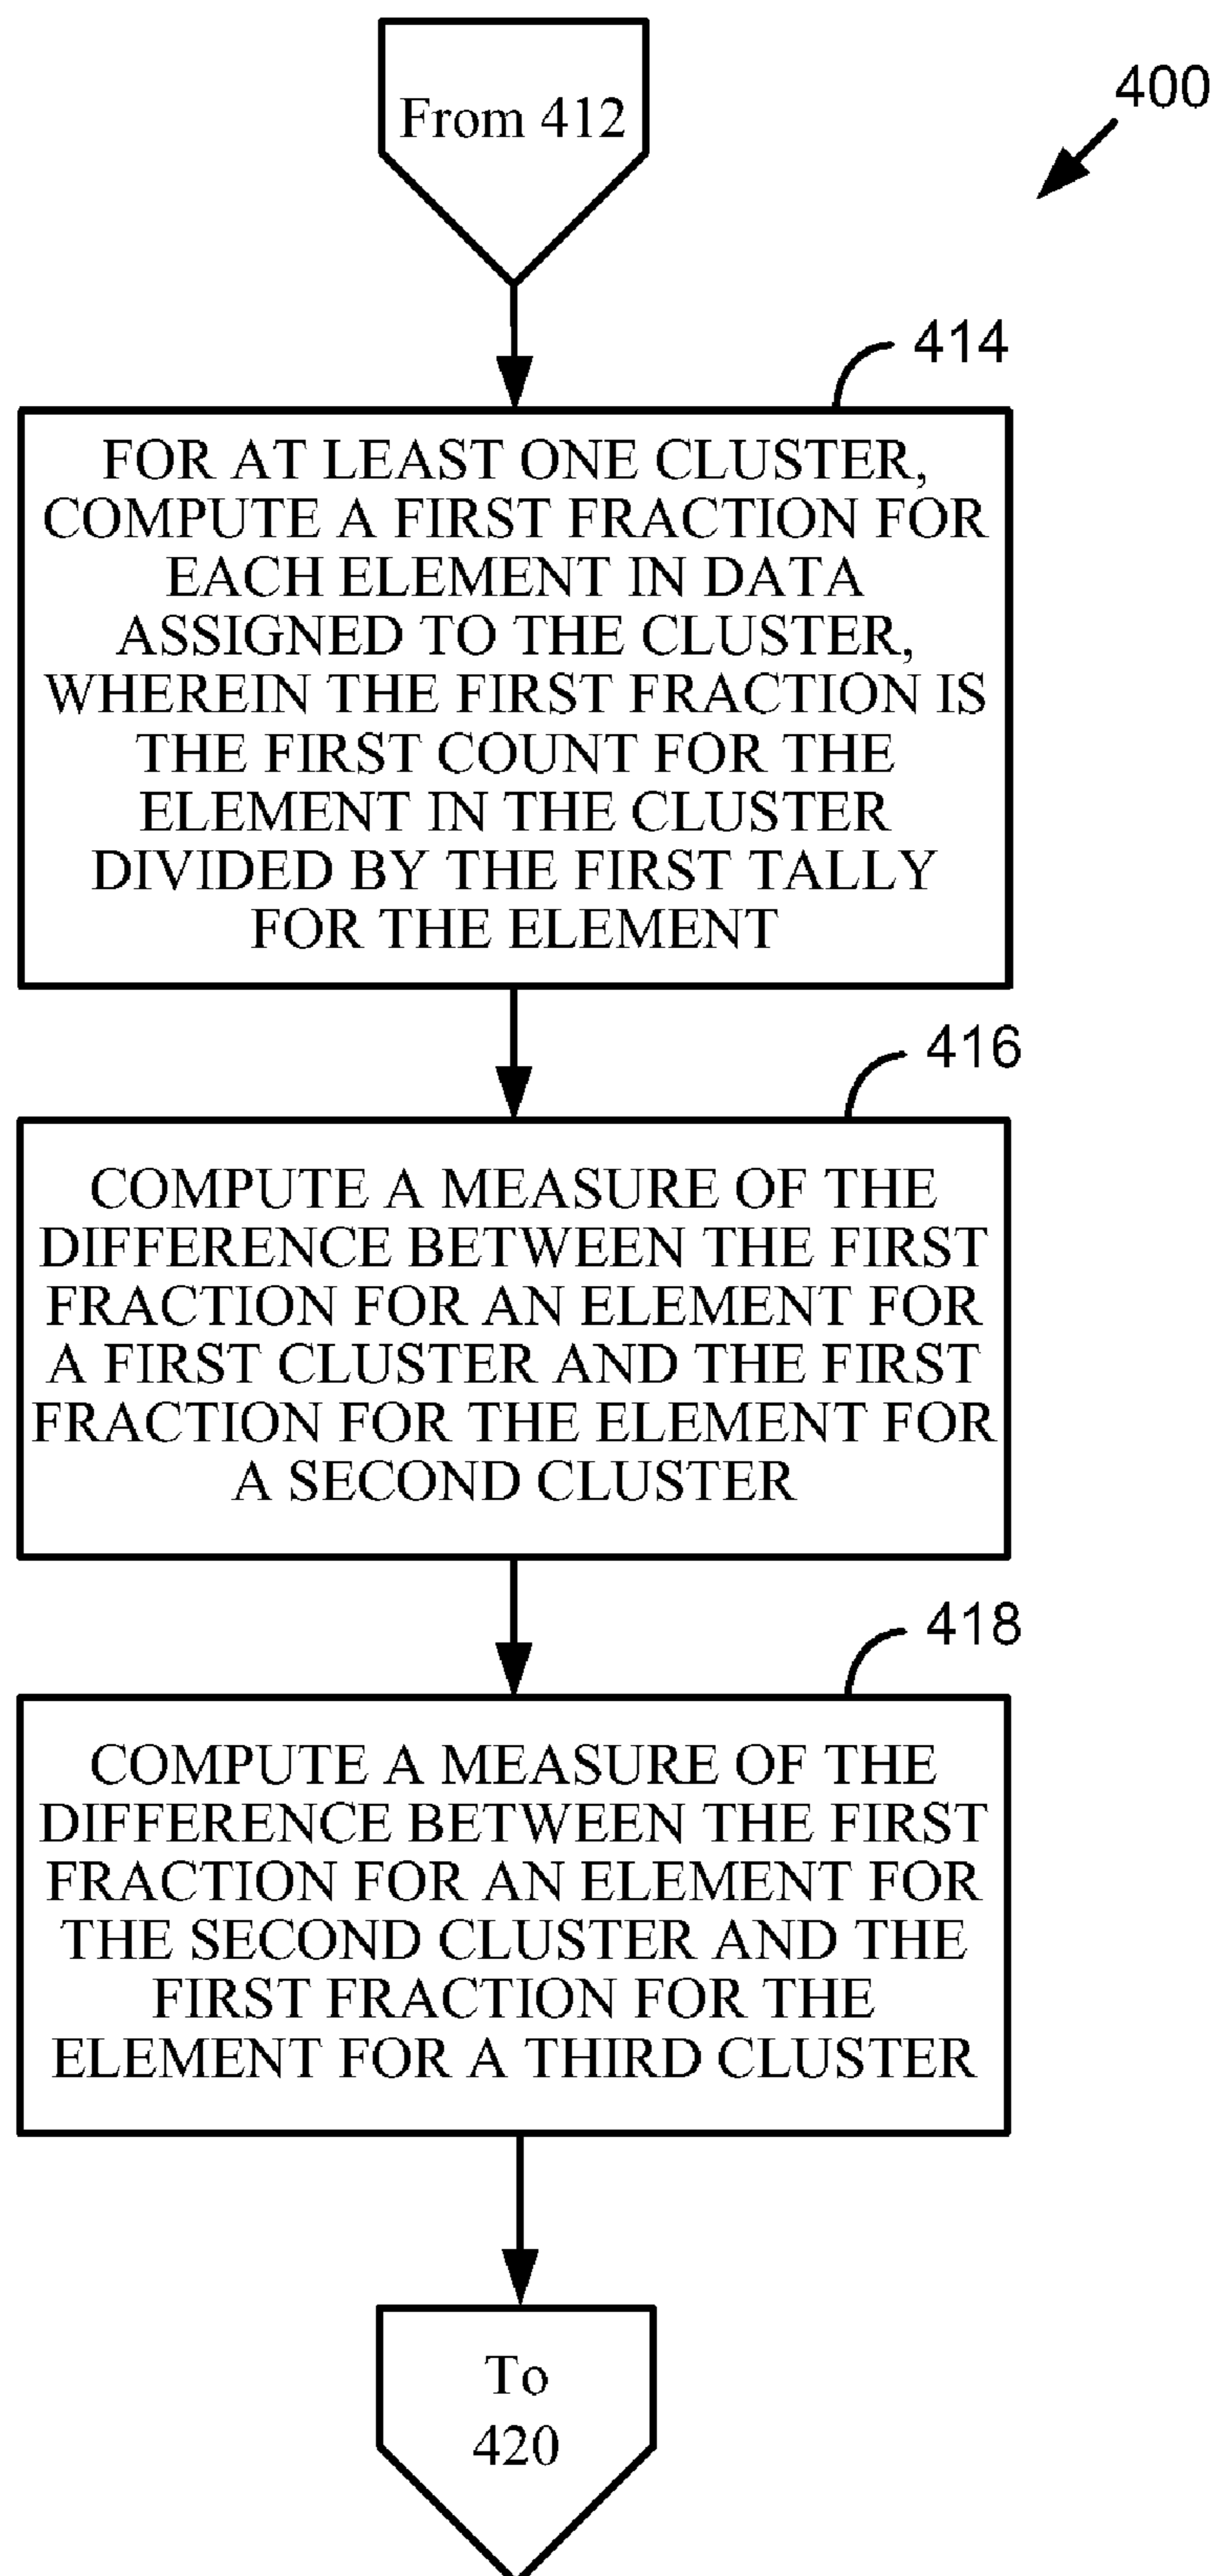 From 412
400
414
FOR AT LEAST ONE CLUSTER,
COMPUTE A FIRST FRACTION FOR
EACH ELEMENT IN DATA
ASSIGNED TO THE CLUSTER,
WHEREIN THE FIRST FRACTION IS
THE FIRST COUNT FOR THE
ELEMENT IN THE CLUSTER
DIVIDED BY THE FIRST TALLY
FOR THE ELEMENT
416
COMPUTE A MEASURE OF THE
DIFFERENCE BETWEEN THE FIRST
FRACTION FOR AN ELEMENT FOR
A FIRST CLUSTER AND THE FIRST
FRACTION FOR THE ELEMENT FOR
A SECOND CLUSTER
418
COMPUTE A MEASURE OF THE
DIFFERENCE BETWEEN THE FIRST
FRACTION FOR AN ELEMENT FOR
THE SECOND CLUSTER AND THE
FIRST FRACTION FOR THE
ELEMENT FOR A THIRD CLUSTER
To
420